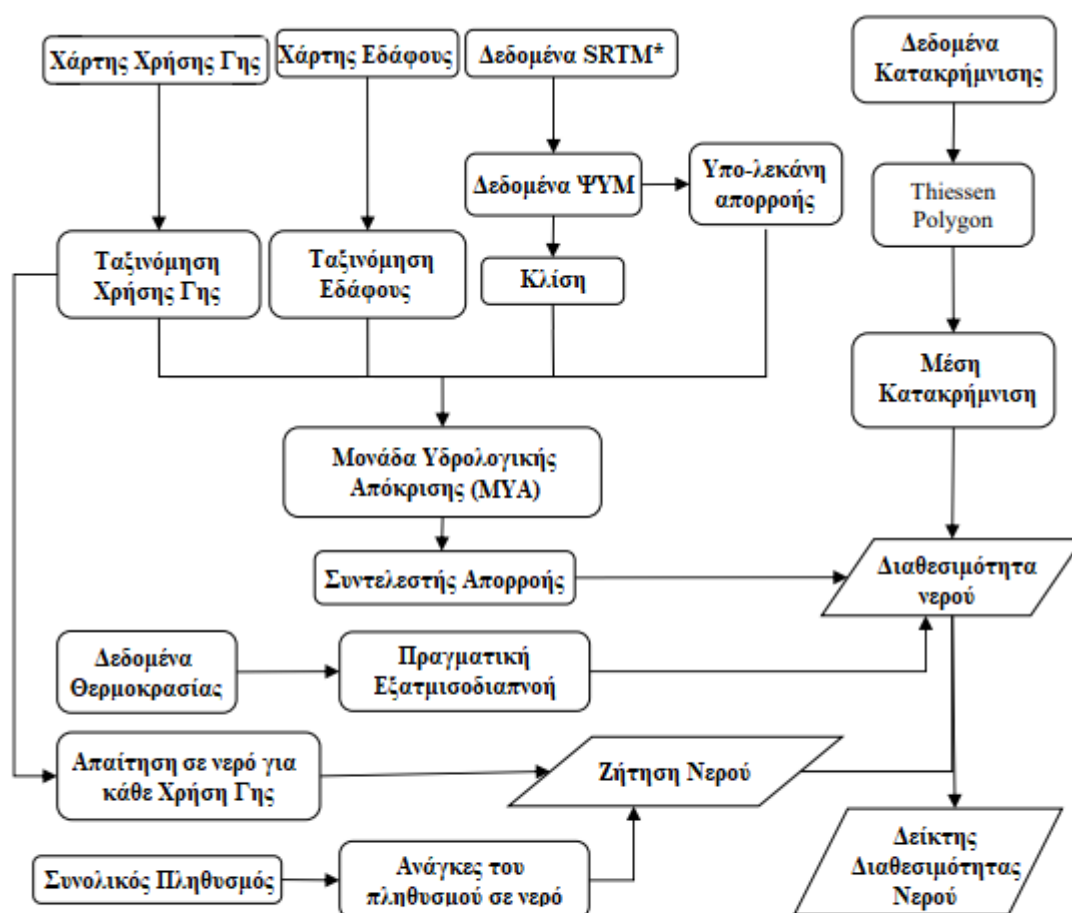 Χάρτης Χρήσης Γης
Χάρτης Εδάφους
Δεδομένα SRTM*
Δεδομένα
Κατακρήμνισης
Δεδομένα ΨΥΜ
Υπο-λεκάνη
απορροής
Thiessen
Polygon
Ταξινόμηση
Χρήσης Γης
Ταξινόμηση
Εδάφους
Κλίση
Μέση
Κατακρήμνιση
Μονάδα Υδρολογικής
Απόκρισης (ΜΥΑ)
Συντελεστής Απορροής
Διαθεσιμότητα
νερού
Δεδομένα
Θερμοκρασίας
Πραγματική
Εξατμισοδιαπνοή
Απαίτηση σε νερό για
κάθε Χρήση Γης
Ζήτηση Νερού
Συνολικός Πληθυσμός
Ανάγκες του
πληθυσμού σε νερό
Δείκτης
Διαθεσιμότητας
Νερού